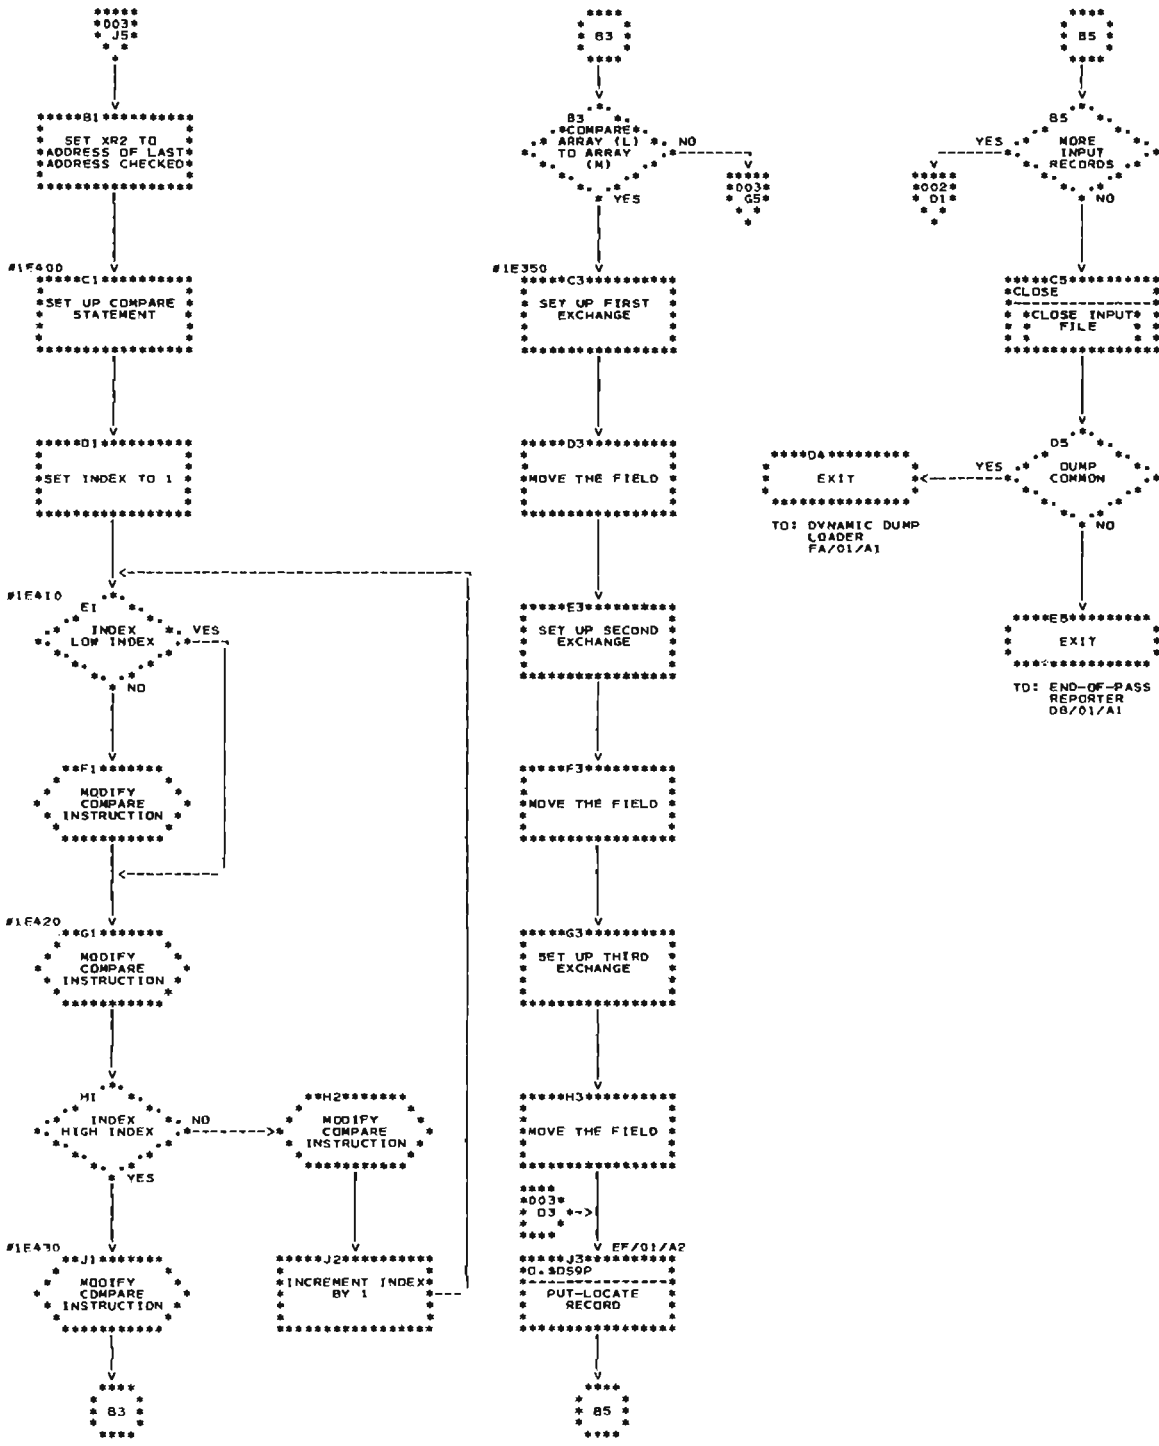 003
J5
B1
SET XR2 TO
ADDRESS OF LAST
ADDRESS CHECKED
#1E400
C1
SET UP COMPARE
STATEMENT
D1
SET INDEX TO 1
#1E410
E1
INDEX
LOW INDEX
YES
NO
F1
MODIFY
COMPARE
INSTRUCTION
#1E420
G1
MODIFY
COMPARE
INSTRUCTION
H1
INDEX
HIGH INDEX
NO
YES
H2
MODIFY
COMPARE
INSTRUCTION
#1E430
J1
MODIFY
COMPARE
INSTRUCTION
J2
INCREMENT INDEX
BY 1
B3
B3
B3
COMPARE
ARRAY (L)
TO ARRAY
(M)
NO
YES
003
G5
#1E350
C3
SET UP FIRST
EXCHANGE
D3
MOVE THE FIELD
E3
SET UP SECOND
EXCHANGE
F3
MOVE THE FIELD
G3
SET UP THIRD
EXCHANGE
H3
MOVE THE FIELD
003
D3
EF/01/A2
J3
PUT-LOCATE
RECORD
B5
B5
B5
MORE
INPUT
RECORDS
YES
NO
002
D1
C5
CLOSE
CLOSE INPUT
FILE
D5
DUMP
COMMON
YES
NO
D4
EXIT
TO: DYNAMIC DUMP
LOADER
FA/01/A1
E5
EXIT
TO: END-OF-PASS
REPORTER
DB/01/A1